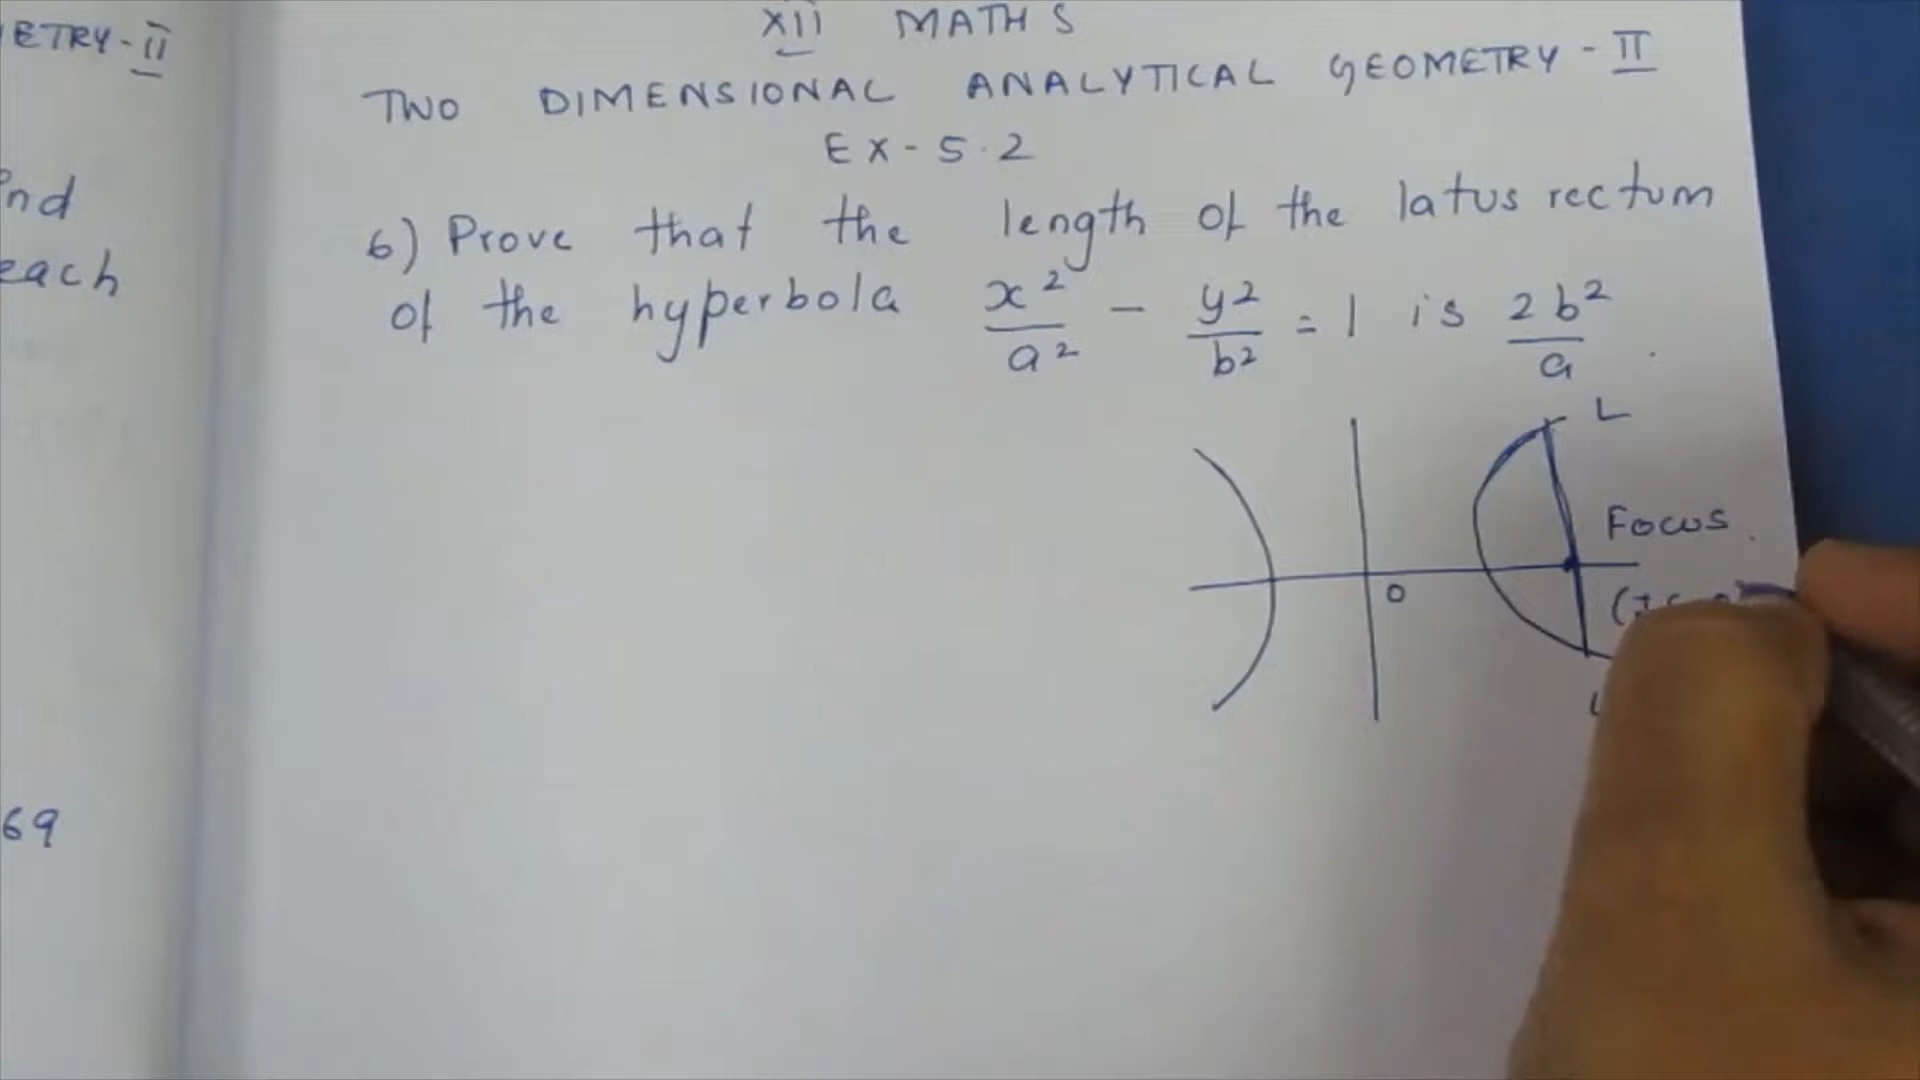 ETRY - II
nd
each
69
XII MATHS
TWO DIMENSIONAL ANALYTICAL GEOMETRY - II
EX - 5.2
6) Prove that the length of the latus rectum
of the hyperbola x²/a² - y²/b² = 1 is 2b²/a .
L
Focus
O